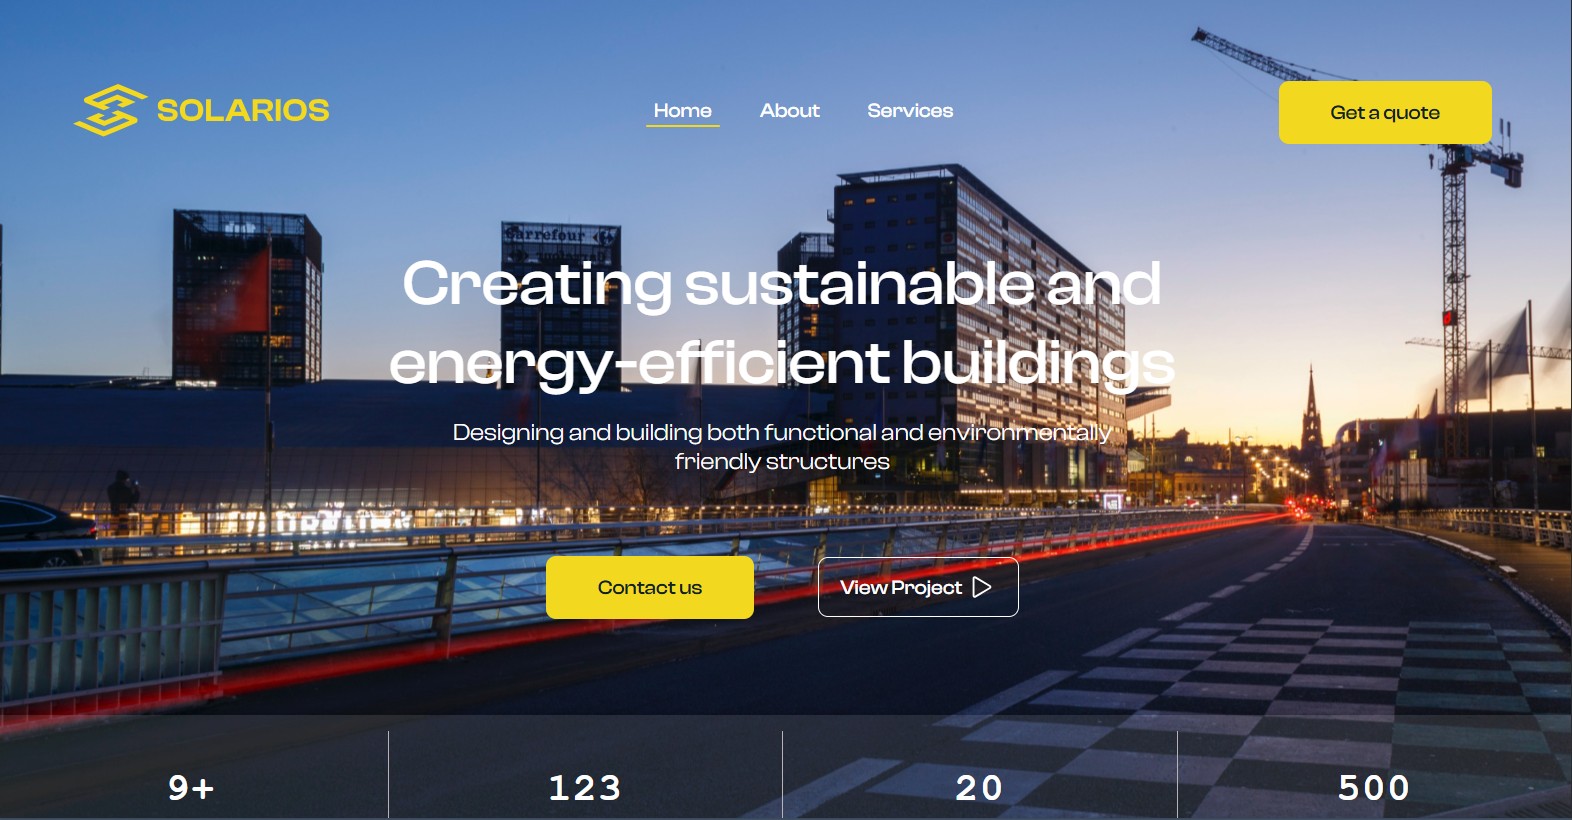 SOLARIOS
Home About Services
Get a quote
Carrefour
Creating sustainable and
energy-efficient buildings
Designing and building both functional and environmentally
friendly structures
Contact us
View Project
9+ 123 20 500